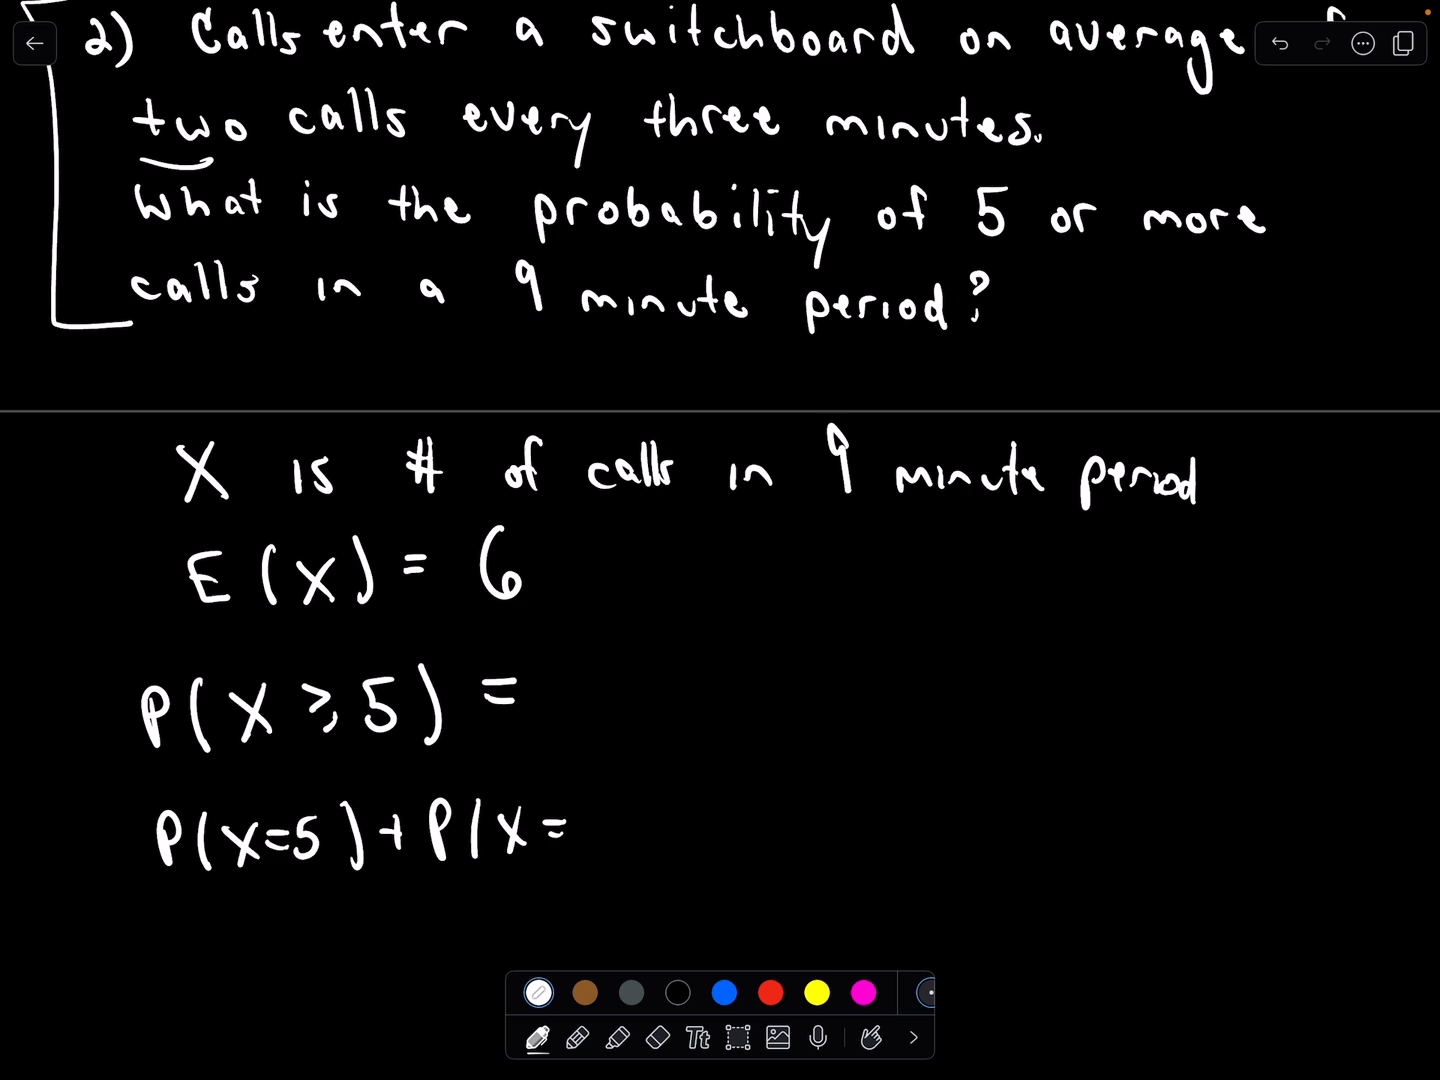 2) Calls enter a switchboard on average
two calls every three minutes.
What is the probability of 5 or more
calls in a 9 minute period?
X is # of calls in 9 minute period
E(X) = 6
P(X ≥ 5) =
P(X=5) + P(X =
Tt